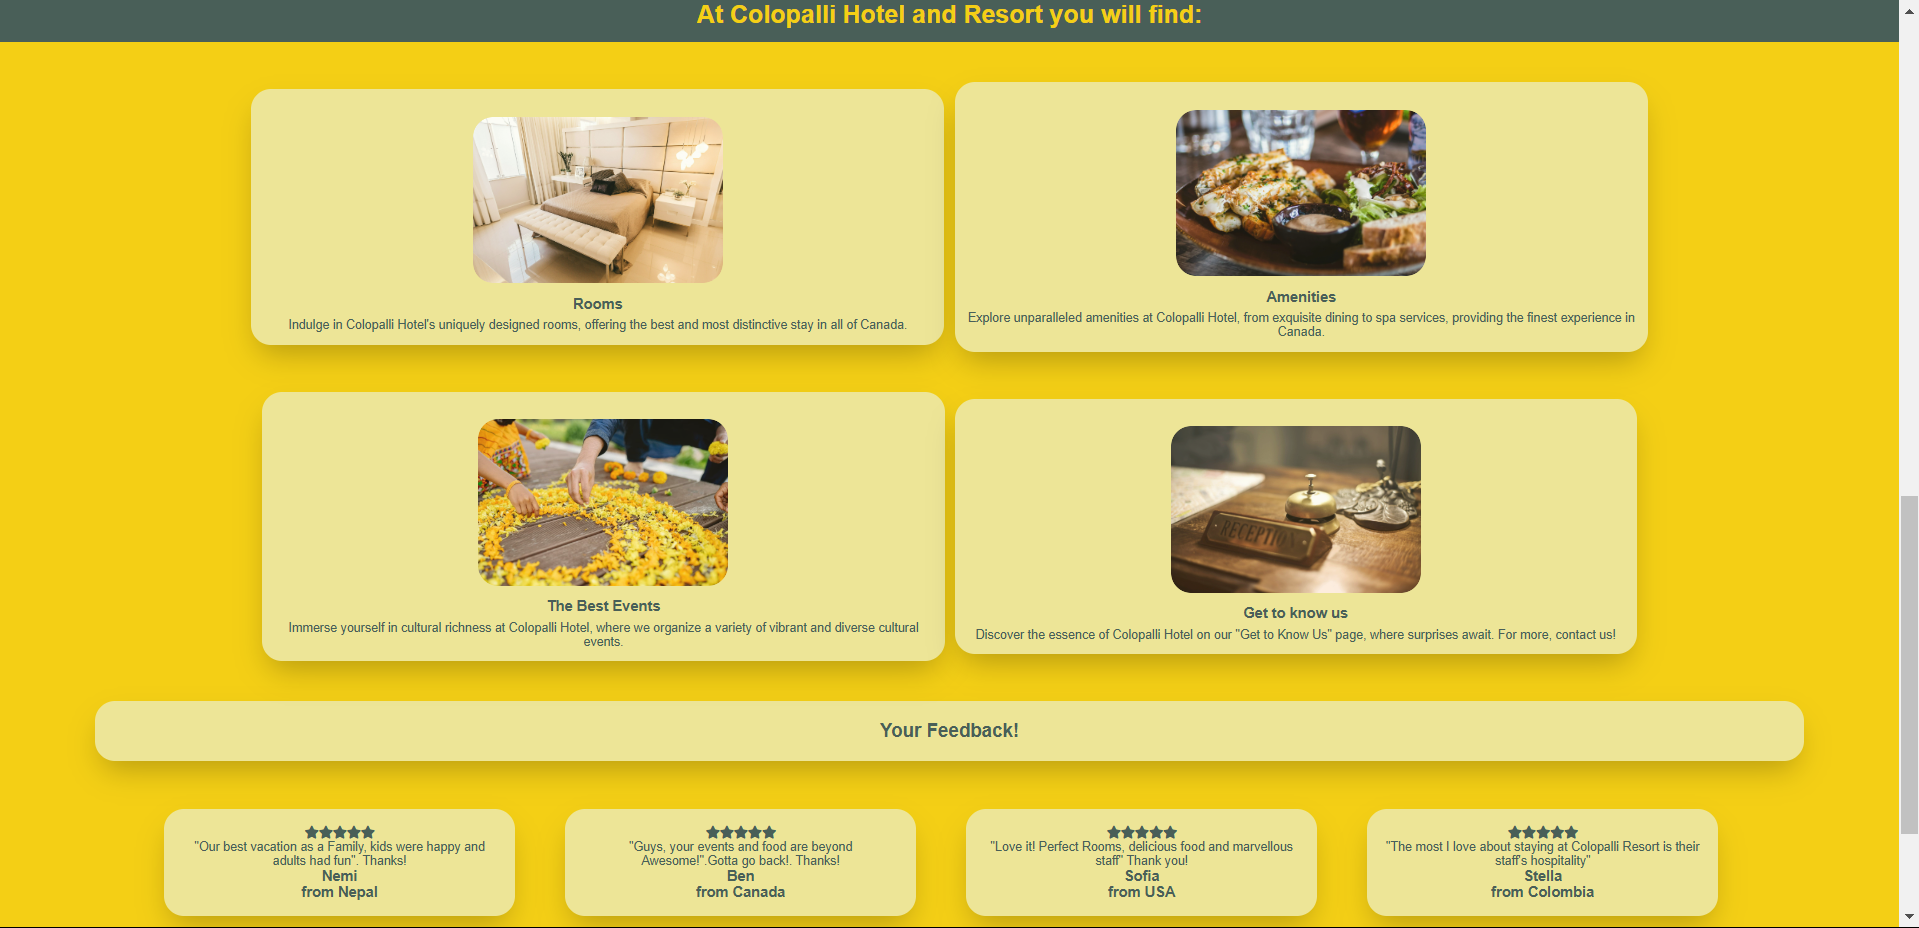 At Colopalli Hotel and Resort you will find:
Rooms
Indulge in Colopalli Hotel's uniquely designed rooms, offering the best and most distinctive stay in all of Canada.
Amenities
Explore unparalleled amenities at Colopalli Hotel, from exquisite dining to spa services, providing the finest experience in
Canada.
The Best Events
Immerse yourself in cultural richness at Colopalli Hotel, where we organize a variety of vibrant and diverse cultural
events.
RECEPTION
Get to know us
Discover the essence of Colopalli Hotel on our "Get to Know Us" page, where surprises await. For more, contact us!
Your Feedback!
"Our best vacation as a Family, kids were happy and
adults had fun". Thanks!
Nemi
from Nepal
"Guys, your events and food are beyond
Awesome!".Gotta go back!. Thanks!
Ben
from Canada
"Love it! Perfect Rooms, delicious food and marvellous
staff" Thank you!
Sofia
from USA
"The most I love about staying at Colopalli Resort is their
staff's hospitality"
Stella
from Colombia